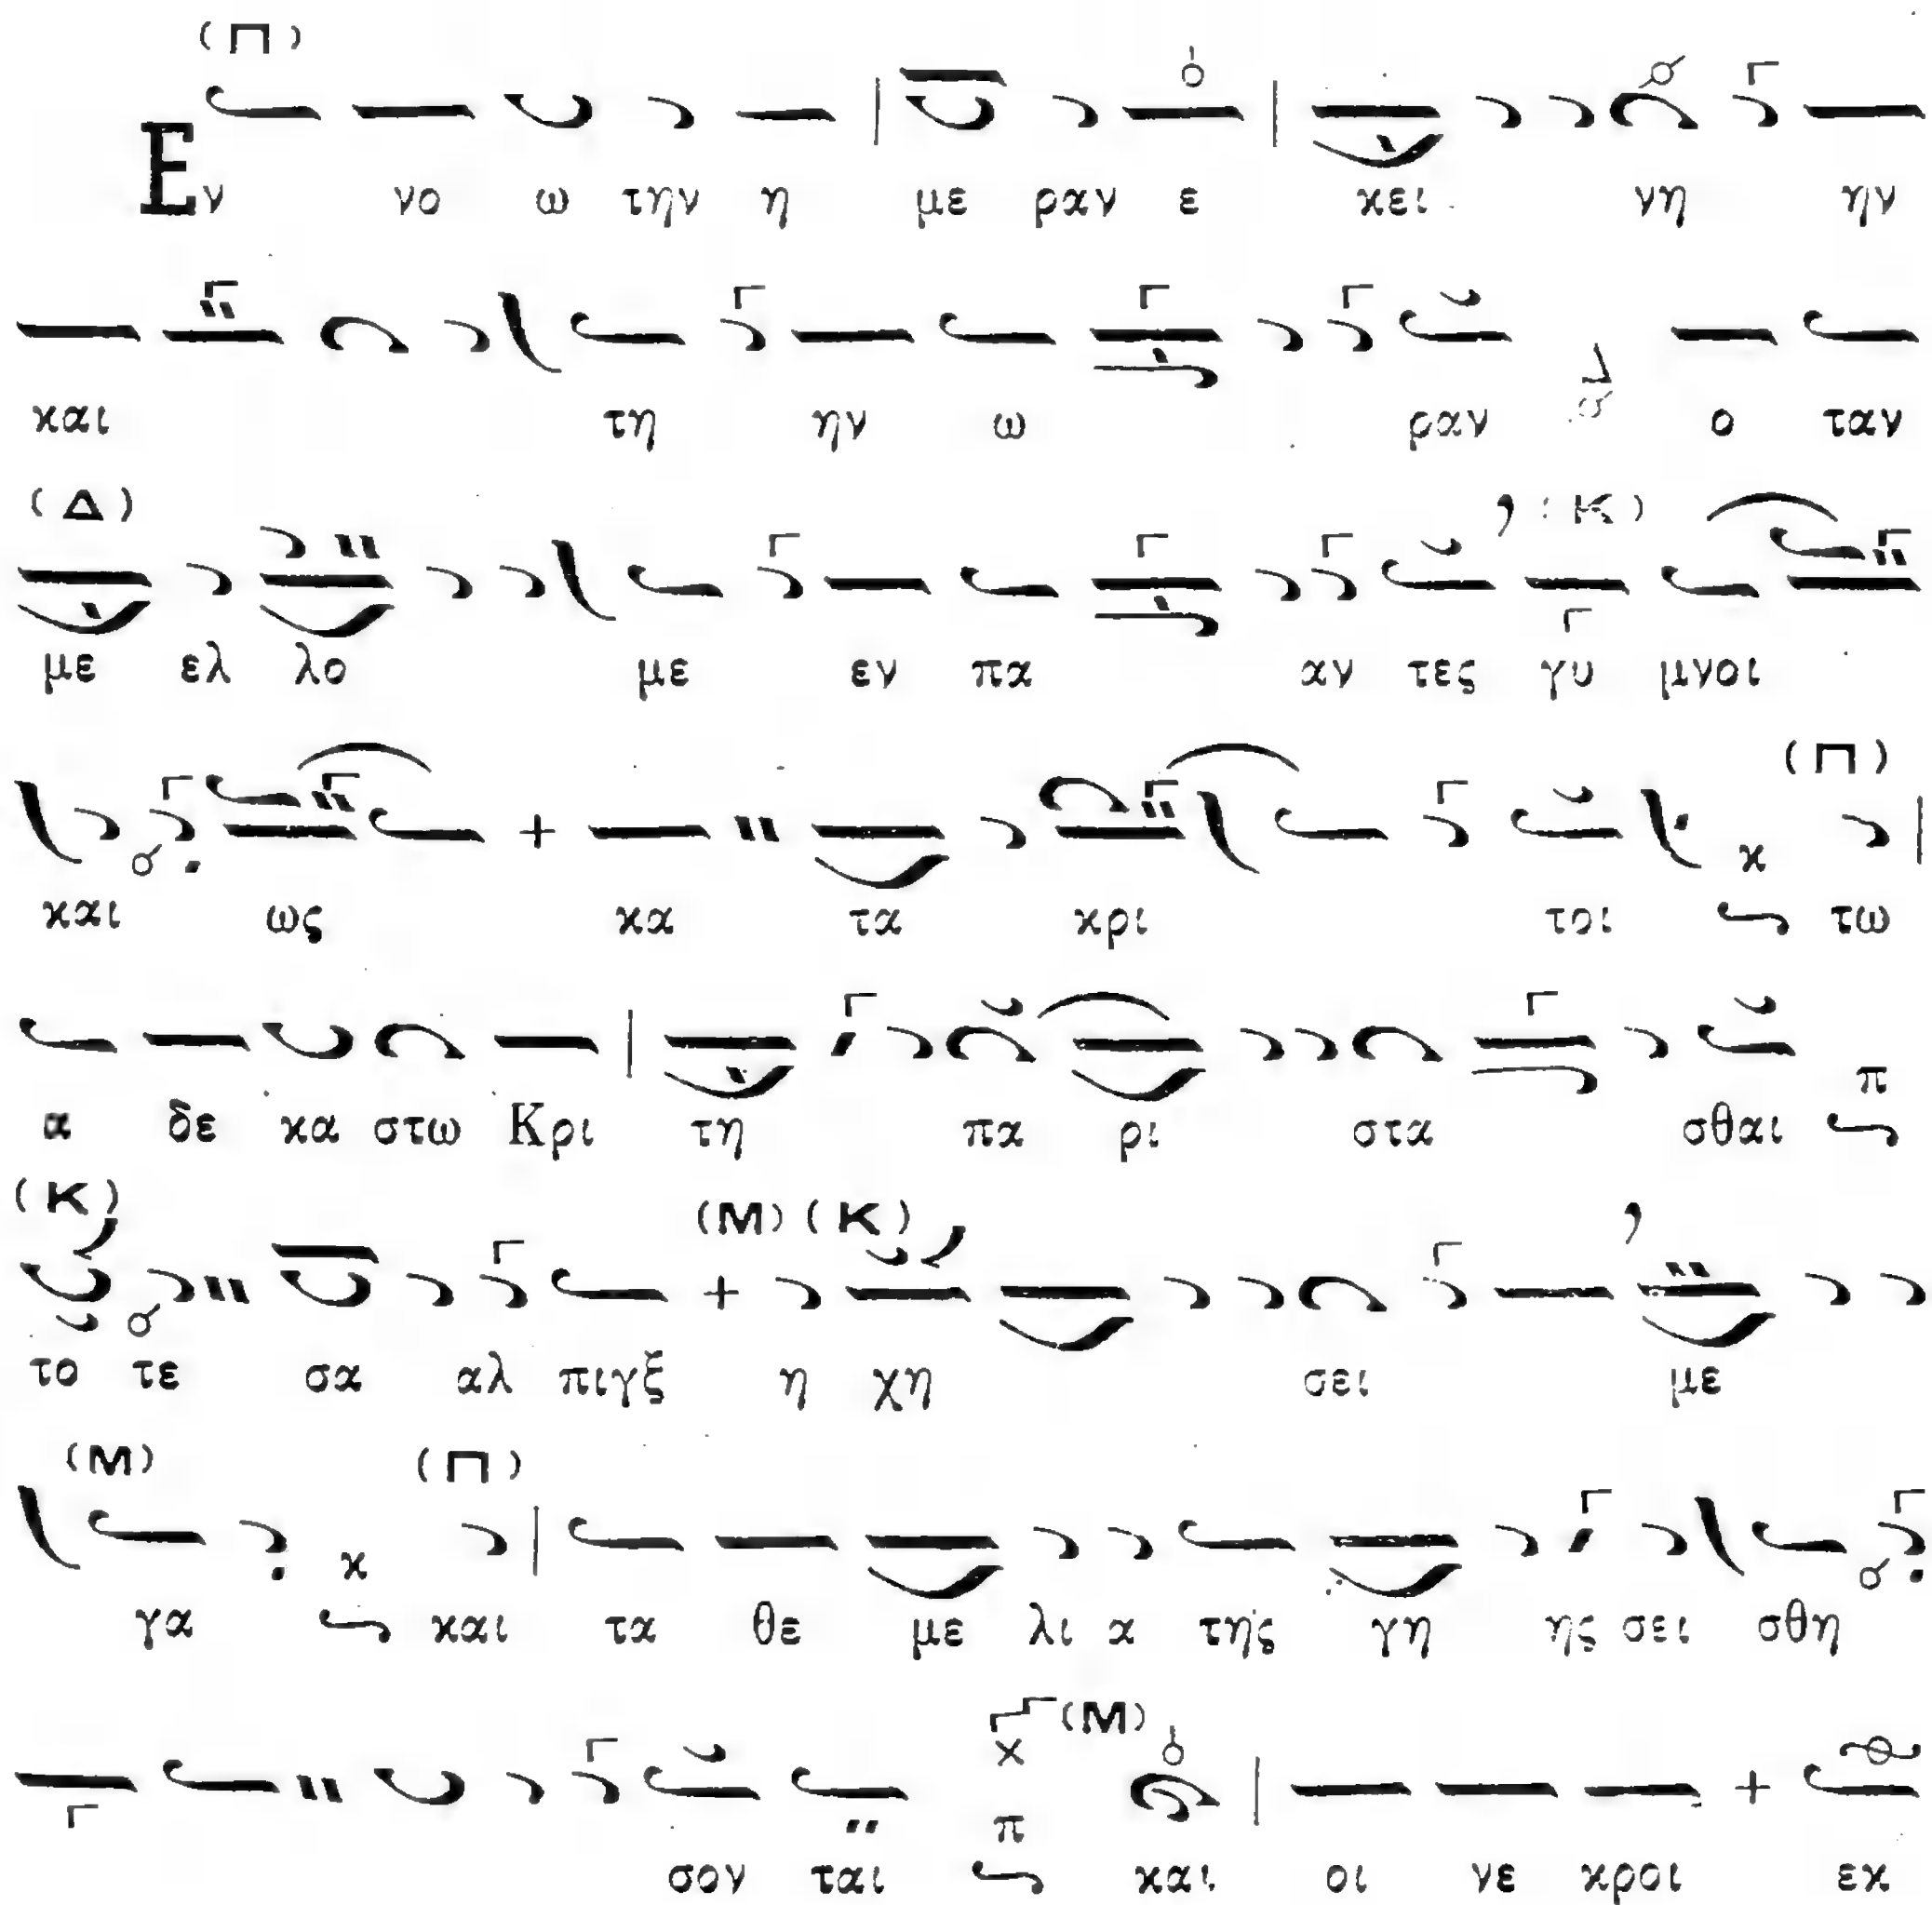 (Π)
Εν νο ω την η με ραν ε κει νη ην
και τη ην ω ραν ο ταν
(Δ) (Κ)
με ελ λο με εν πα αν τες γυ μνοι
(Π)
και ως κα τα κρι τοι κ τω
α δε κα στω Κρι τη πα ρι στα σθαι π
(Κ) (Μ) (Κ)
το τε σα αλ πιγξ η χη σει με
(Μ) (Π)
γα κ και τα θε με λι α της γη ης σει σθη
(Μ)
σον ται π και οι νε κροι εκ